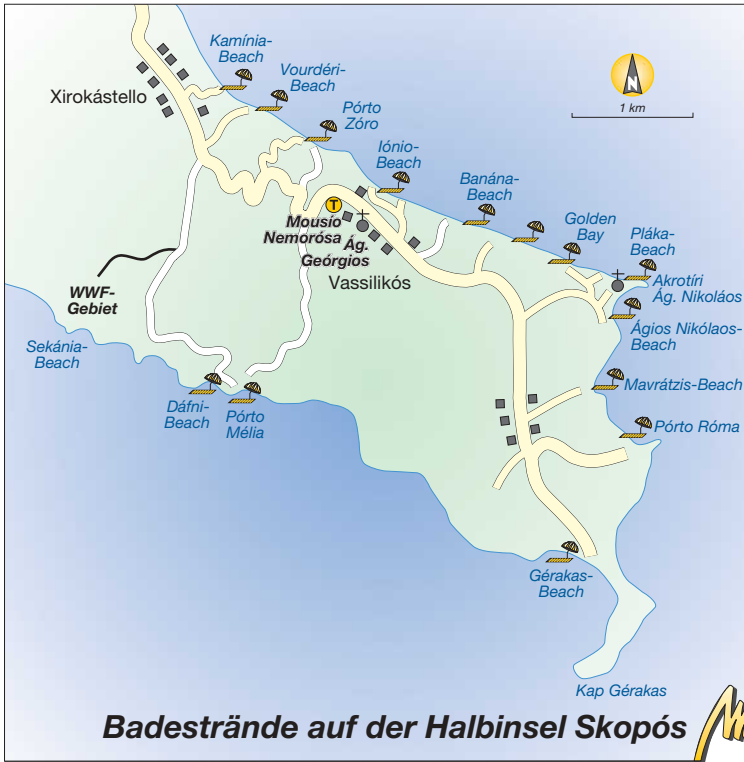 Kamínia-
Beach
Vourdéri-
Beach
Xirokástello
Pórto
Zóro
N
1 km
Iónio-
Beach
Banána-
Beach
T
Mousío
Nemorósa
Ág.
Geórgios
Golden
Bay
Pláka-
Beach
Vassilikós
Akrotíri
Ág. Nikoláos
WWF-
Gebiet
Ágios Nikólaos-
Beach
Sekánia-
Beach
Mavrátzis-Beach
Dáfni-
Beach
Pórto
Mélia
Pórto Róma
Gérakas-
Beach
Kap Gérakas
Badestrände auf der Halbinsel Skopós